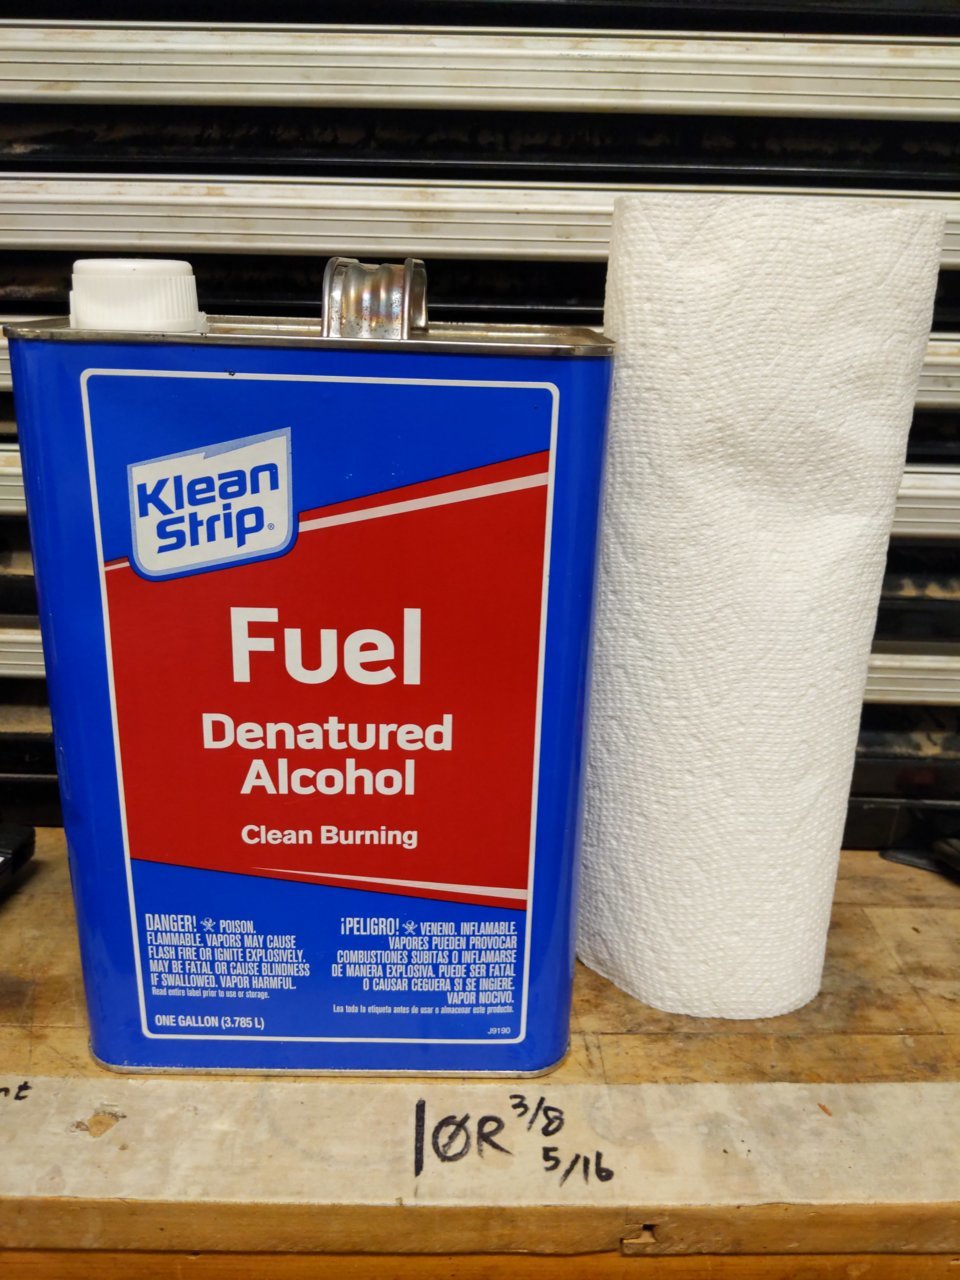 Klean
Strip®
Fuel
Denatured
Alcohol
Clean Burning
DANGER! POISON.
FLAMMABLE. VAPORS MAY CAUSE
FLASH FIRE OR IGNITE EXPLOSIVELY.
MAY BE FATAL OR CAUSE BLINDNESS
IF SWALLOWED. VAPOR HARMFUL.
Read entire label prior to use or storage.
ONE GALLON (3.785 L)
¡PELIGRO! VENENO. INFLAMABLE.
VAPORES PUEDEN PROVOCAR
COMBUSTIONES SUBITAS O INFLAMARSE
DE MANERA EXPLOSIVA. PUEDE SER FATAL
O CAUSAR CEGUERA SI SE INGIERE.
VAPOR NOCIVO.
Lea toda la etiqueta antes de usar o almacenar este producto.
J9190
10R 3/8
5/16